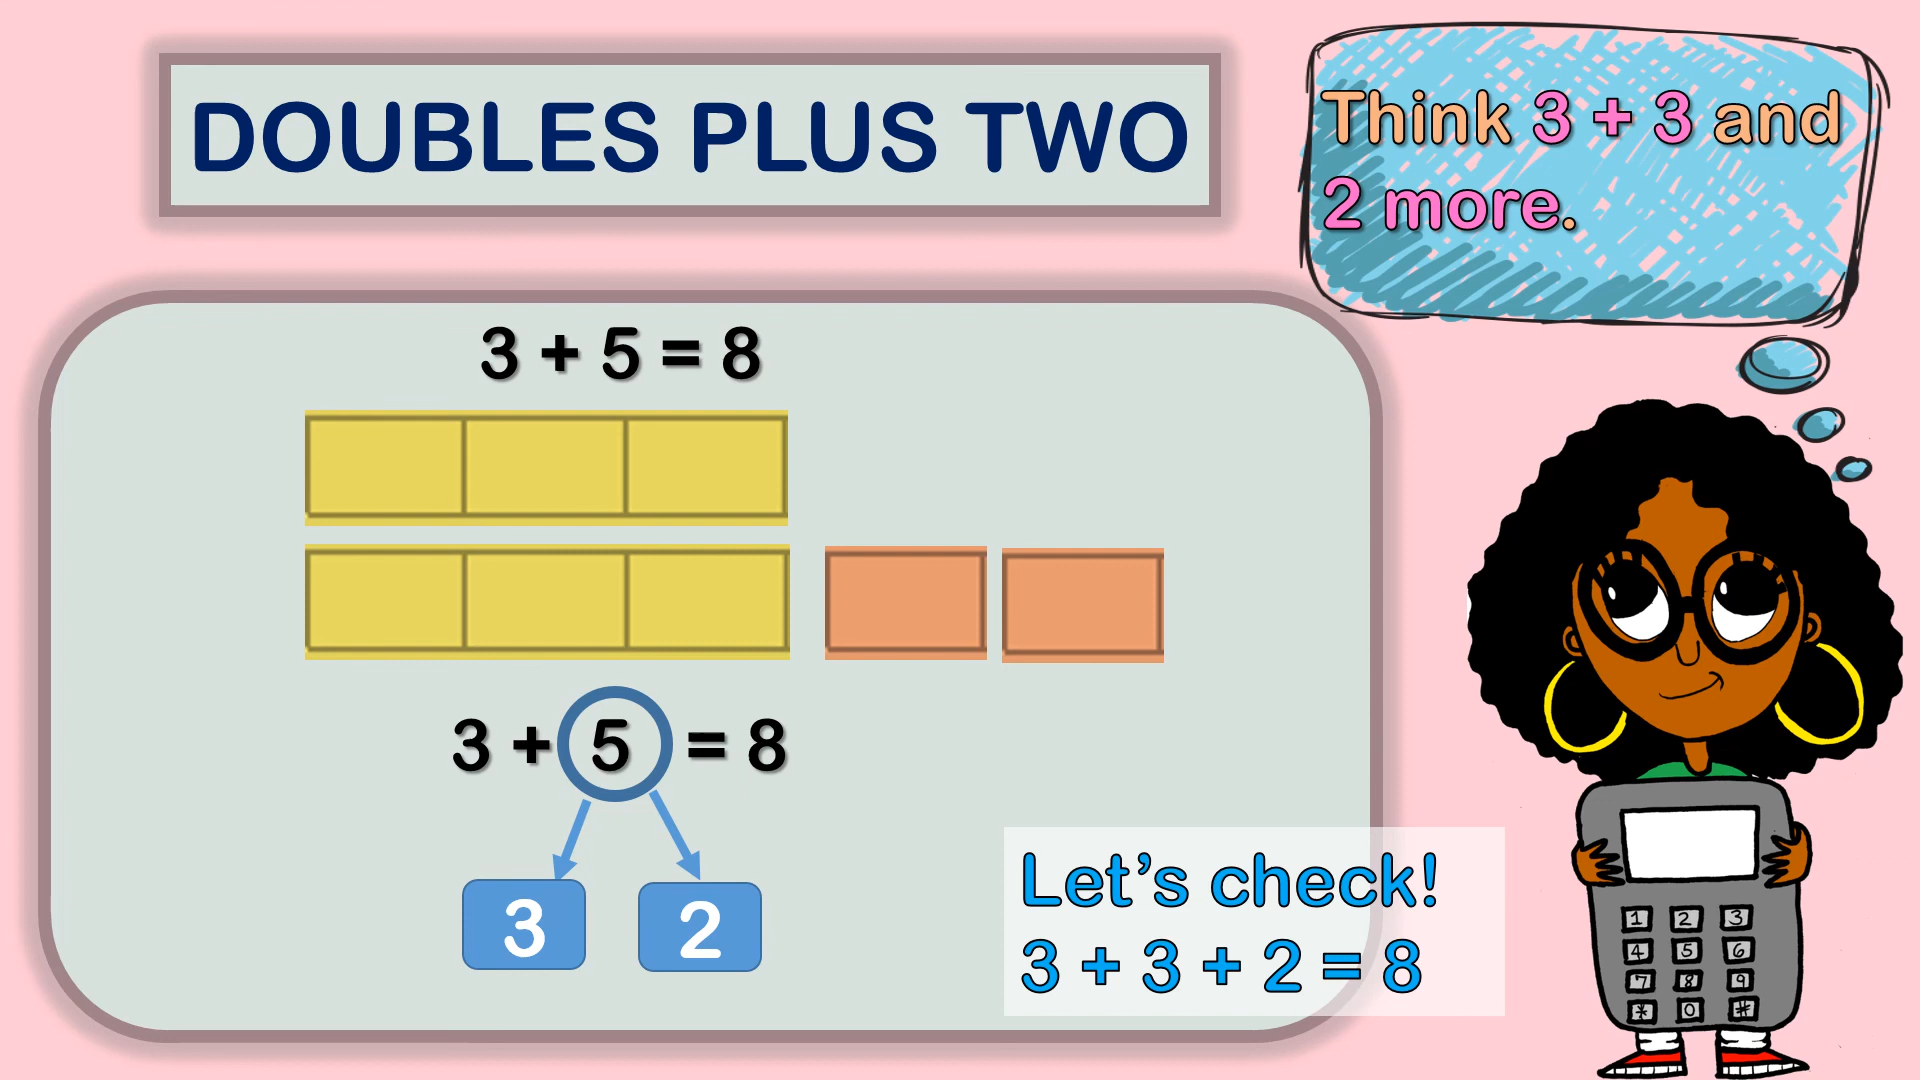 DOUBLES PLUS TWO
Think 3 + 3 and
2 more.
3 + 5 = 8
3 + 5 = 8
3 2
Let's check!
3 + 3 + 2 = 8
1 2 3
4 5 6
7 8 9
* 0 #